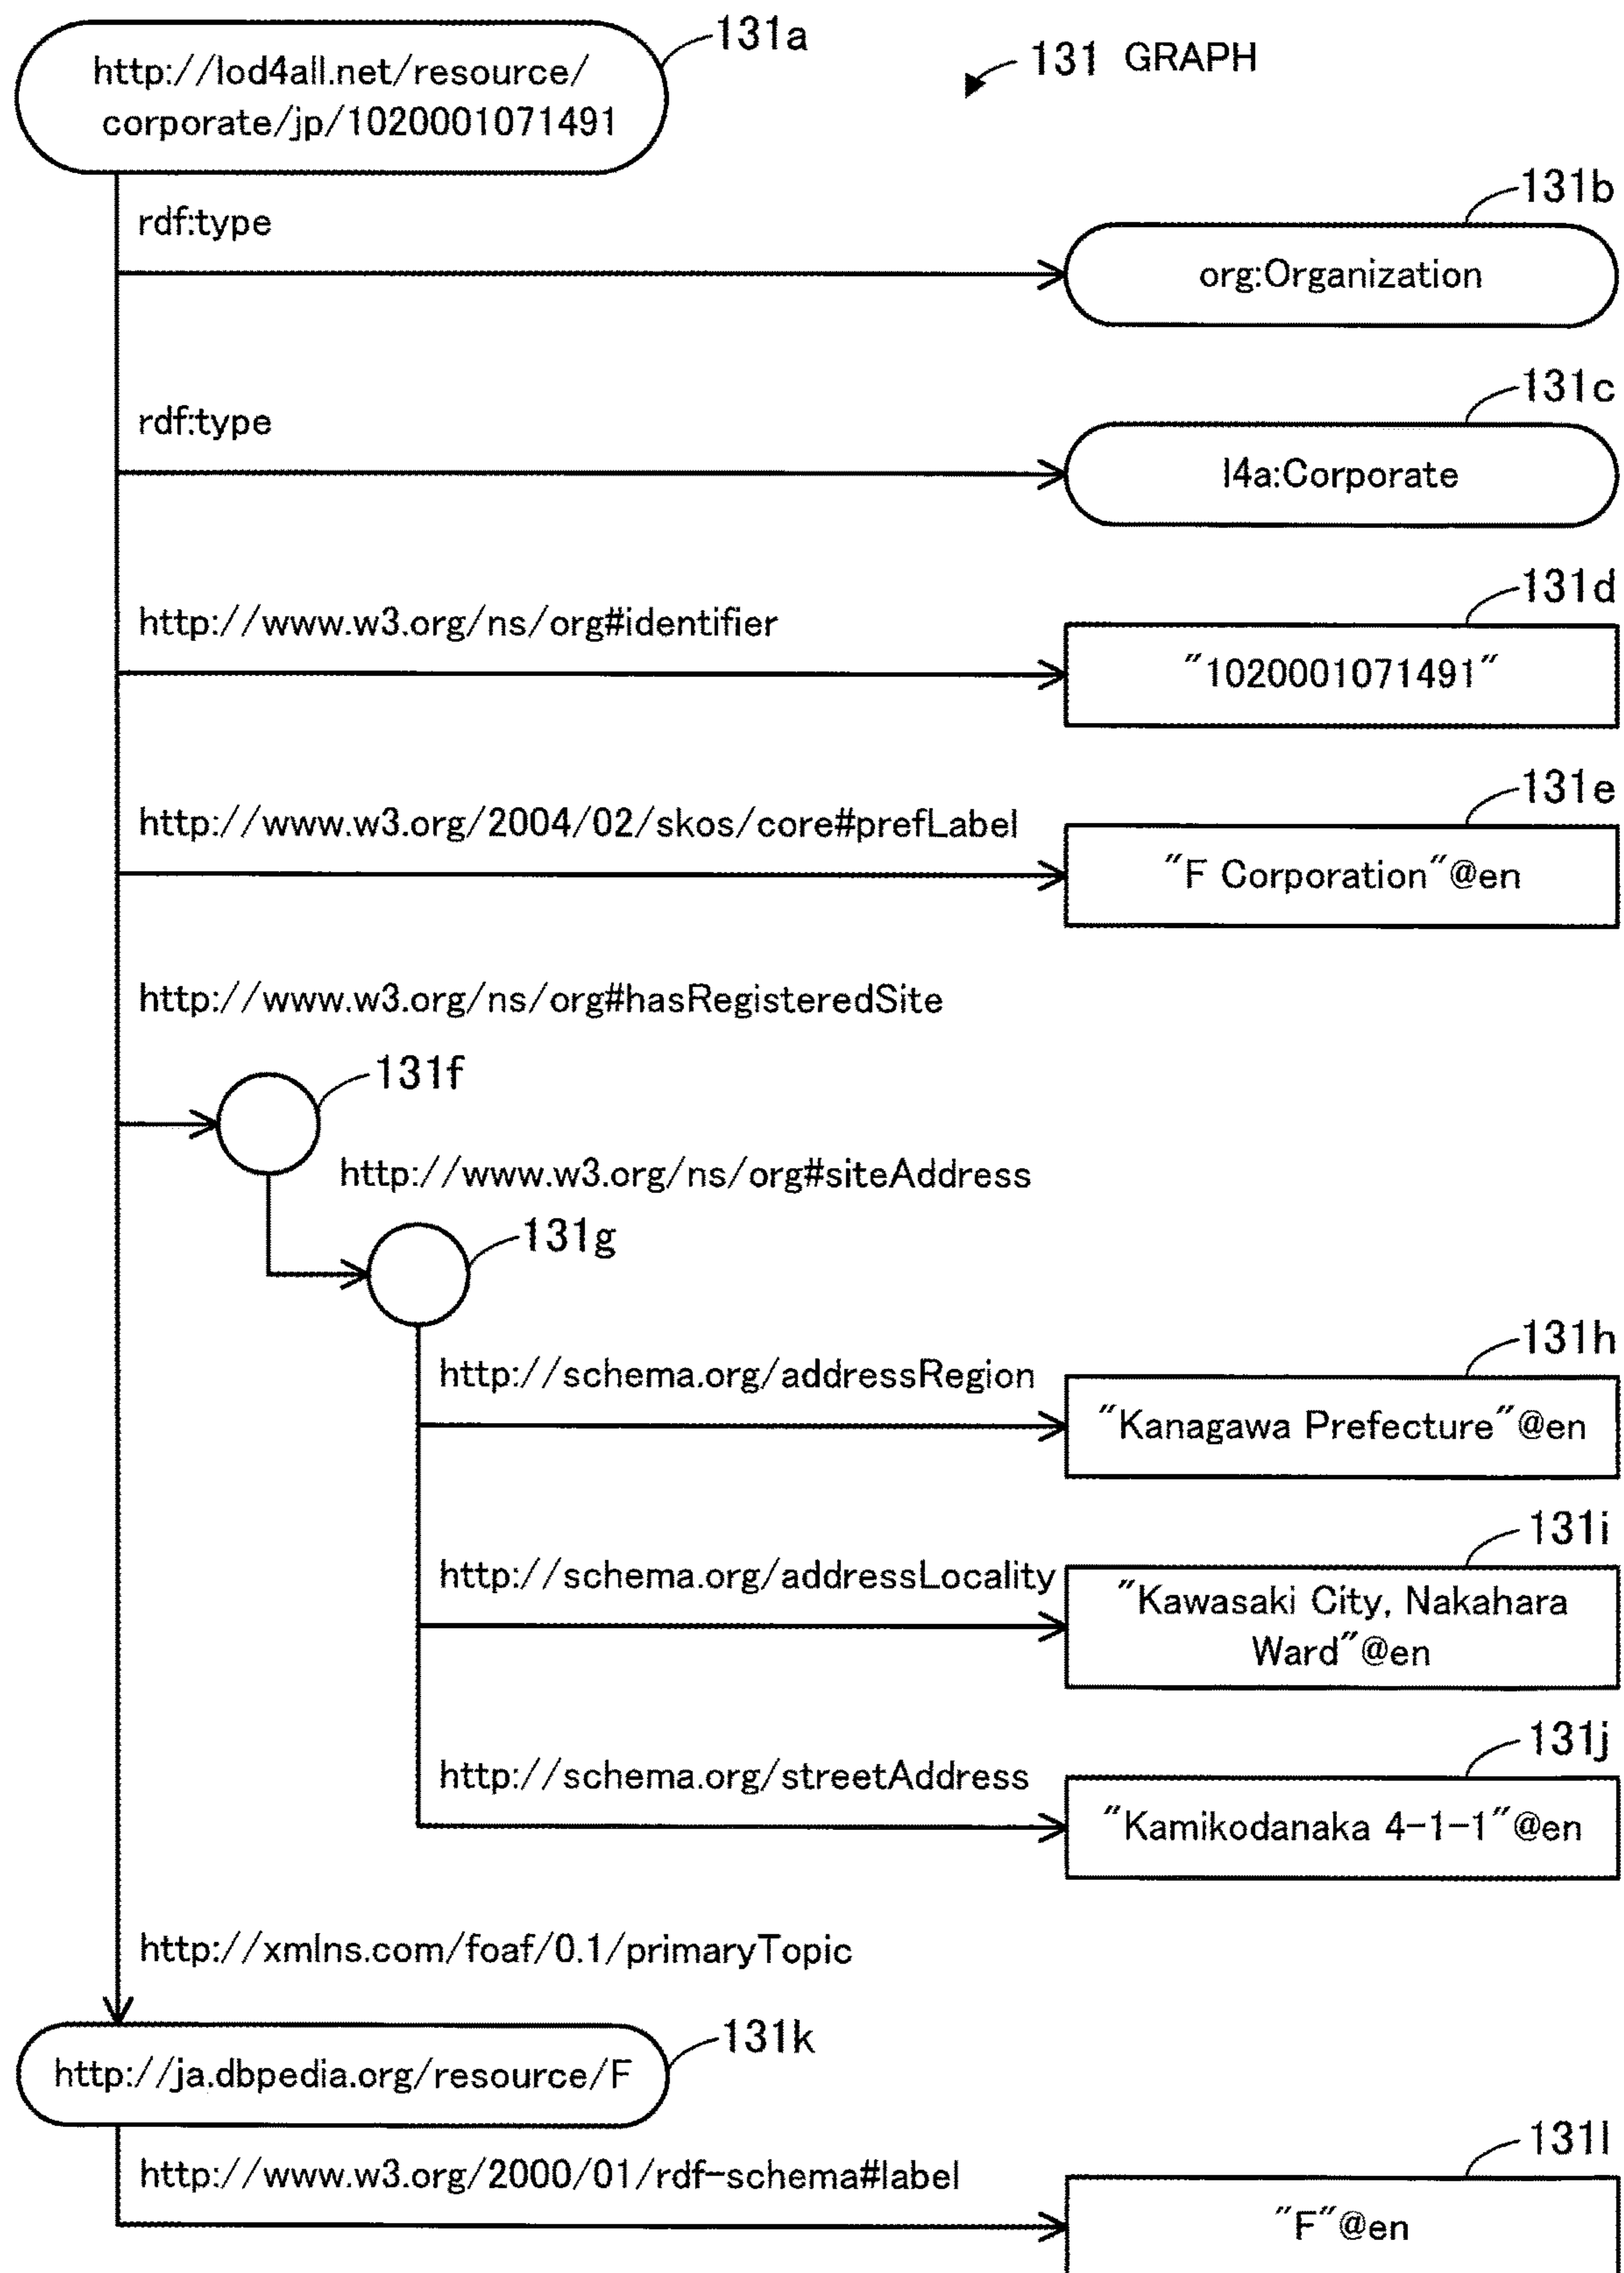 131a
http://lod4all.net/resource/
corporate/jp/1020001071491
131 GRAPH
rdf:type
131b
org:Organization
rdf:type
131c
l4a:Corporate
http://www.w3.org/ns/org#identifier
131d
"1020001071491"
http://www.w3.org/2004/02/skos/core#prefLabel
131e
"F Corporation"@en
http://www.w3.org/ns/org#hasRegisteredSite
131f
http://www.w3.org/ns/org#siteAddress
131g
http://schema.org/addressRegion
131h
"Kanagawa Prefecture"@en
http://schema.org/addressLocality
131i
"Kawasaki City, Nakahara
Ward"@en
http://schema.org/streetAddress
131j
"Kamikodanaka 4-1-1"@en
http://xmlns.com/foaf/0.1/primaryTopic
131k
http://ja.dbpedia.org/resource/F
http://www.w3.org/2000/01/rdf-schema#label
131l
"F"@en